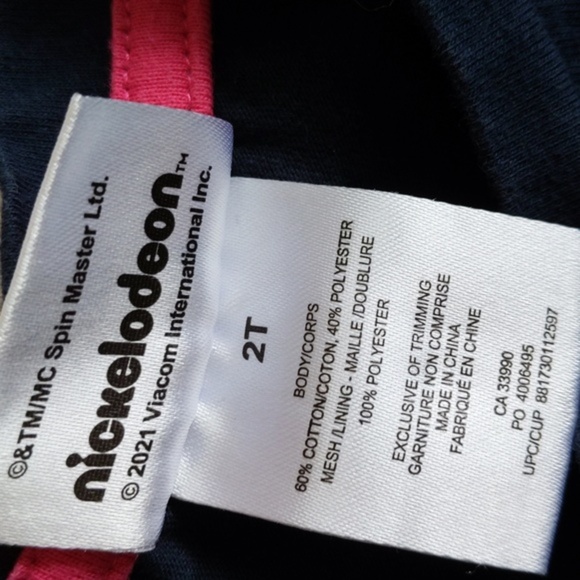 ©&TM/MC Spin Master Ltd.
nickelodeon™
© 2021 Viacom International Inc.
2T
BODY/CORPS
60% COTTON/COTON, 40% POLYESTER
MESH /LINING - MAILLE /DOUBLURE
100% POLYESTER
EXCLUSIVE OF TRIMMING
GARNITURE NON COMPRISE
MADE IN CHINA
FABRIQUÉ EN CHINE
CA 33990
PO 4006495
UPC/CUP 881730112597